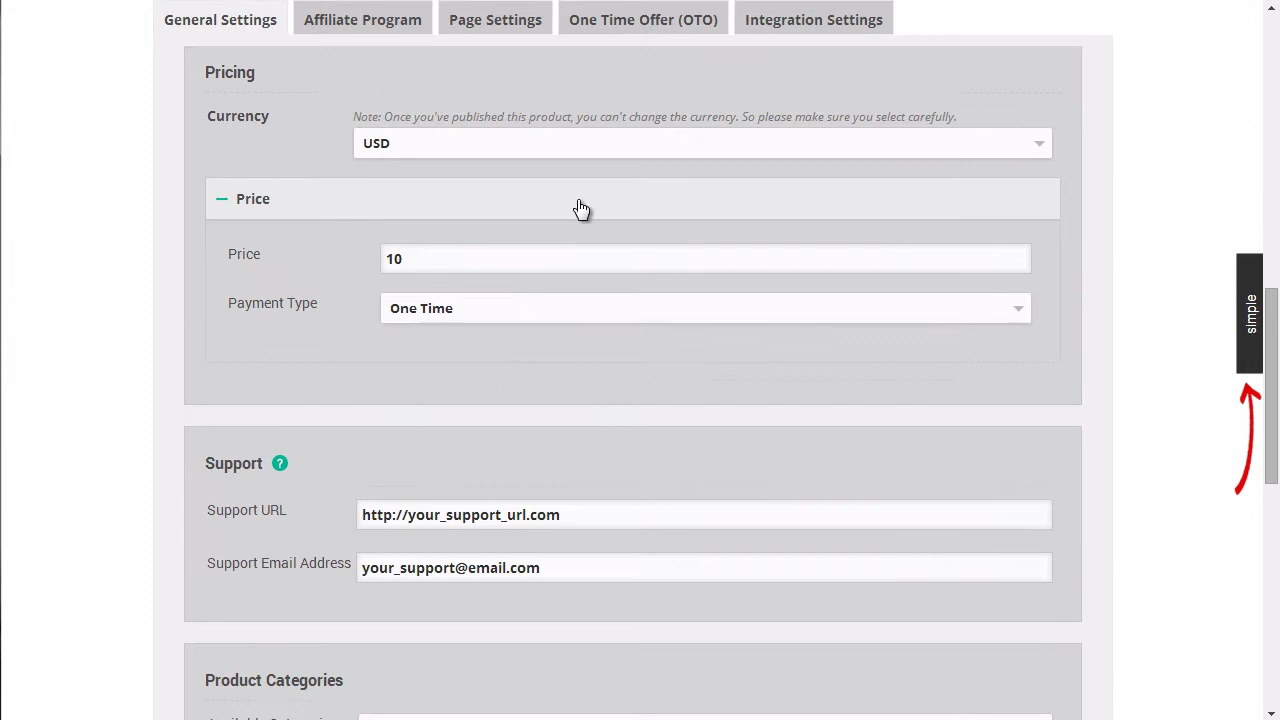 General Settings
Affiliate Program
Page Settings
One Time Offer (OTO)
Integration Settings
Pricing
Currency
Note: Once you've published this product, you can't change the currency. So please make sure you select carefully.
USD
Price
Price
10
Payment Type
One Time
simple
Support ?
Support URL
http://your_support_url.com
Support Email Address
your_support@email.com
Product Categories